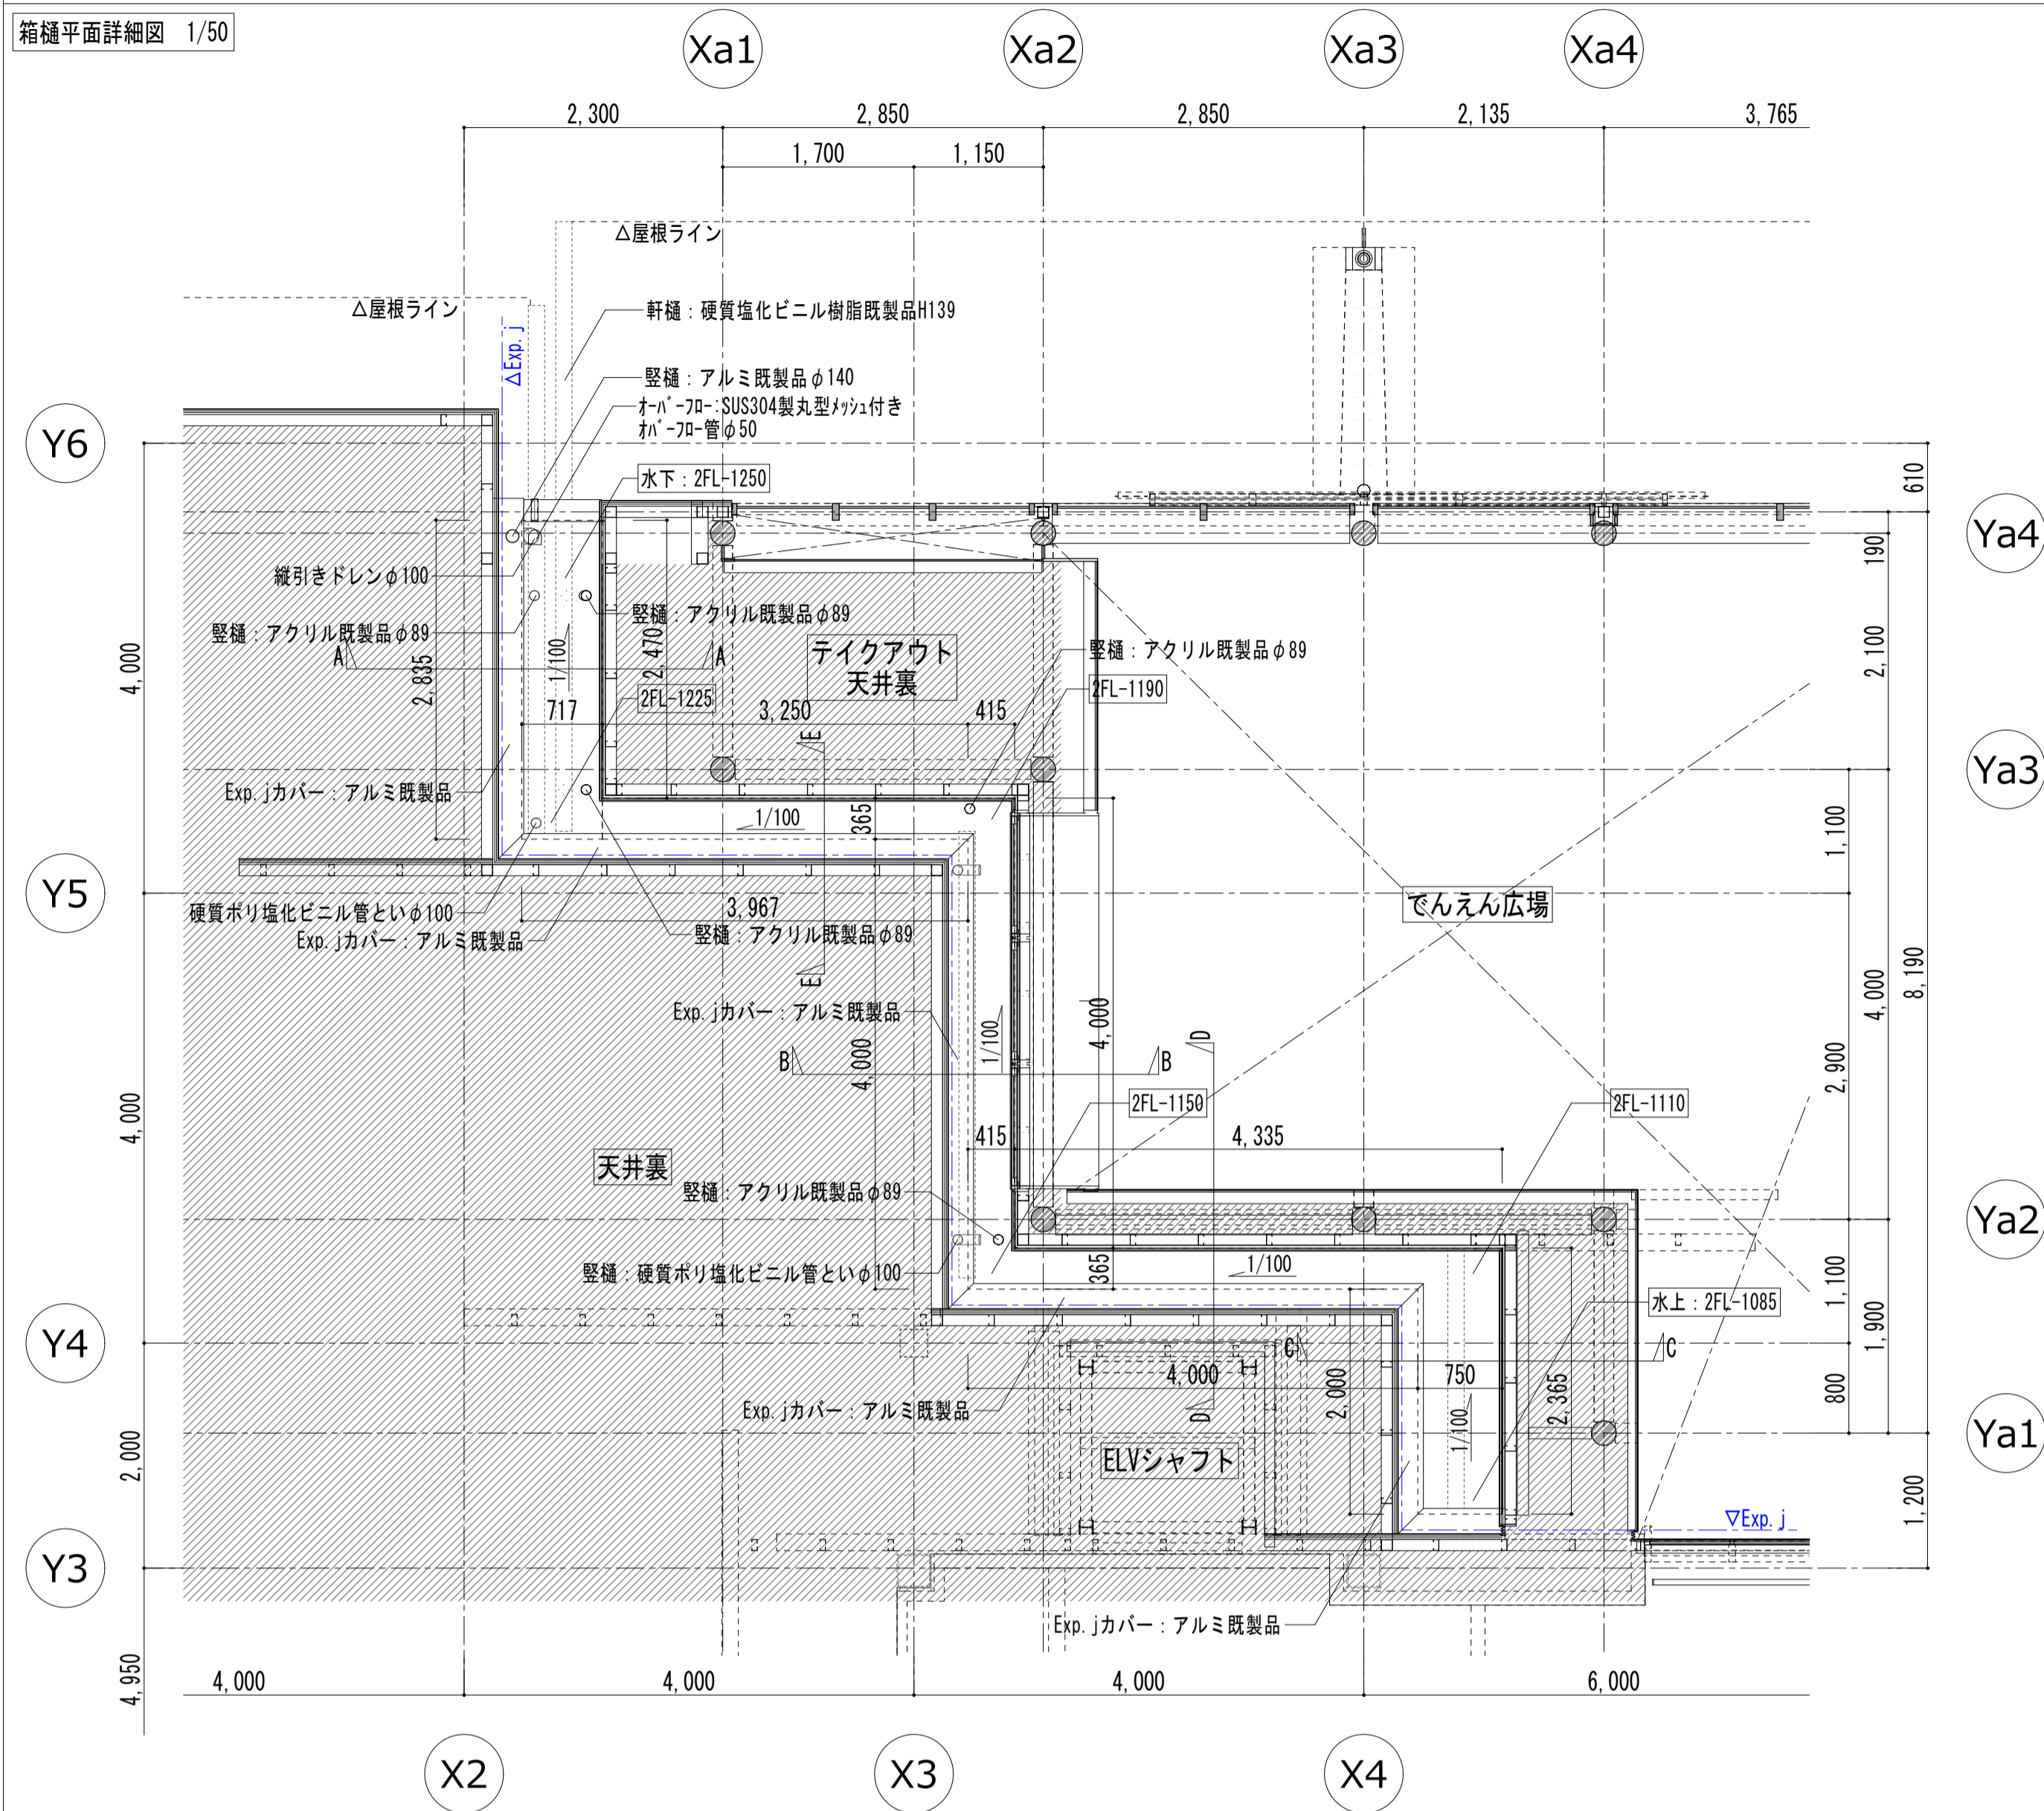 箱樋平面詳細図 1/50
Xa1
Xa2
Xa3
Xa4
2,300
2,850
2,850
2,135
3,765
1,700
1,150
△屋根ライン
△屋根ライン
△Exp.j
軒樋：硬質塩化ビニル樹脂既製品H139
竪樋：アルミ既製品φ140
ｵｰﾊﾞｰﾌﾛｰ:SUS304製丸型ﾒｯｼｭ付き
ｵﾊﾞｰﾌﾛｰ管φ50
Y6
水下：2FL-1250
610
Ya4
190
縦引きドレンφ100
竪樋：アクリル既製品φ89
竪樋：アクリル既製品φ89
4,000
2,835
1/100
2,470
A
A
テイクアウト
天井裏
竪樋：アクリル既製品φ89
2,100
2FL-1225
2FL-1190
717
3,250
415
E
Ya3
Exp.jカバー：アルミ既製品
1/100
365
1,100
Y5
硬質ポリ塩化ビニル管といφ100
3,967
でんえん広場
Exp.jカバー：アルミ既製品
竪樋：アクリル既製品φ89
E
8,190
4,000
Exp.jカバー：アルミ既製品
4,000
1/100
4,000
D
B
B
2,900
4,000
2FL-1150
2FL-1110
415
4,335
天井裏
竪樋：アクリル既製品φ89
Ya2
竪樋：硬質ポリ塩化ビニル管といφ100
365
1/100
1,100
水上：2FL-1085
1,900
Y4
C
C
4,000
750
2,000
2,365
800
Exp.jカバー：アルミ既製品
D
1/100
Ya1
ELVシャフト
2,000
1,200
▽Exp.j
Y3
Exp.jカバー：アルミ既製品
4,950
4,000
4,000
4,000
6,000
X2
X3
X4